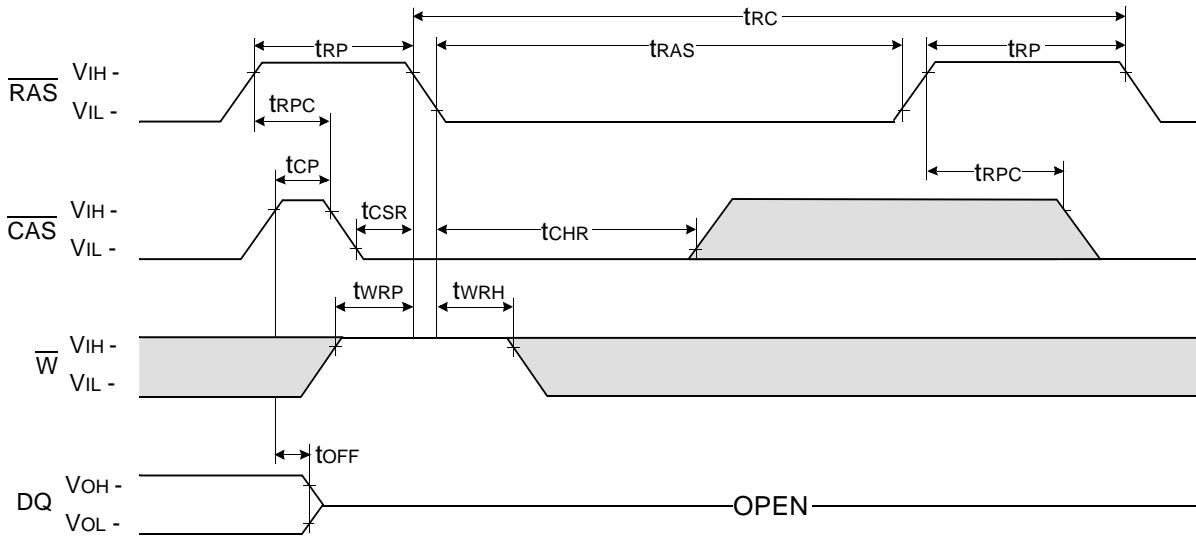 tRC
tRP tRAS tRP
RAS VIH -
VIL -
tRPC
tCP tRPC
CAS VIH -
VIL -
tCSR tCHR
tWRP tWRH
W VIH -
VIL -
tOFF
DQ VOH -
VOL -
OPEN